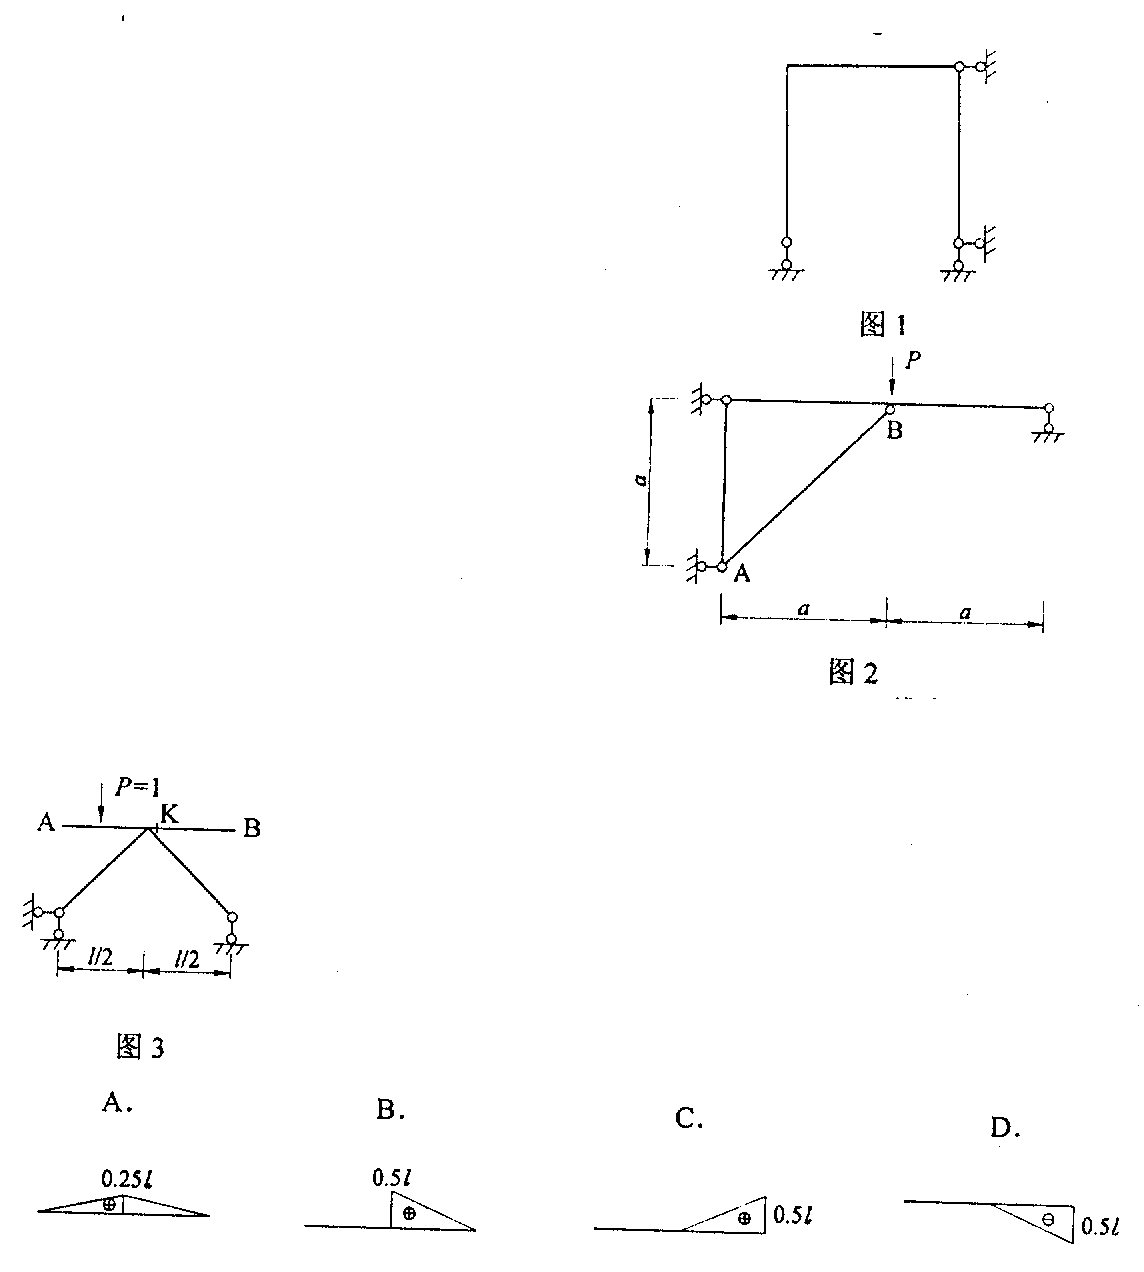 图 1
P
B
a
A
a
a
图 2
P=1
A
K
B
l/2
l/2
图 3
A.
B.
C.
D.
0.25l
⊕
0.5l
⊕
⊕
0.5l
⊖
0.5l